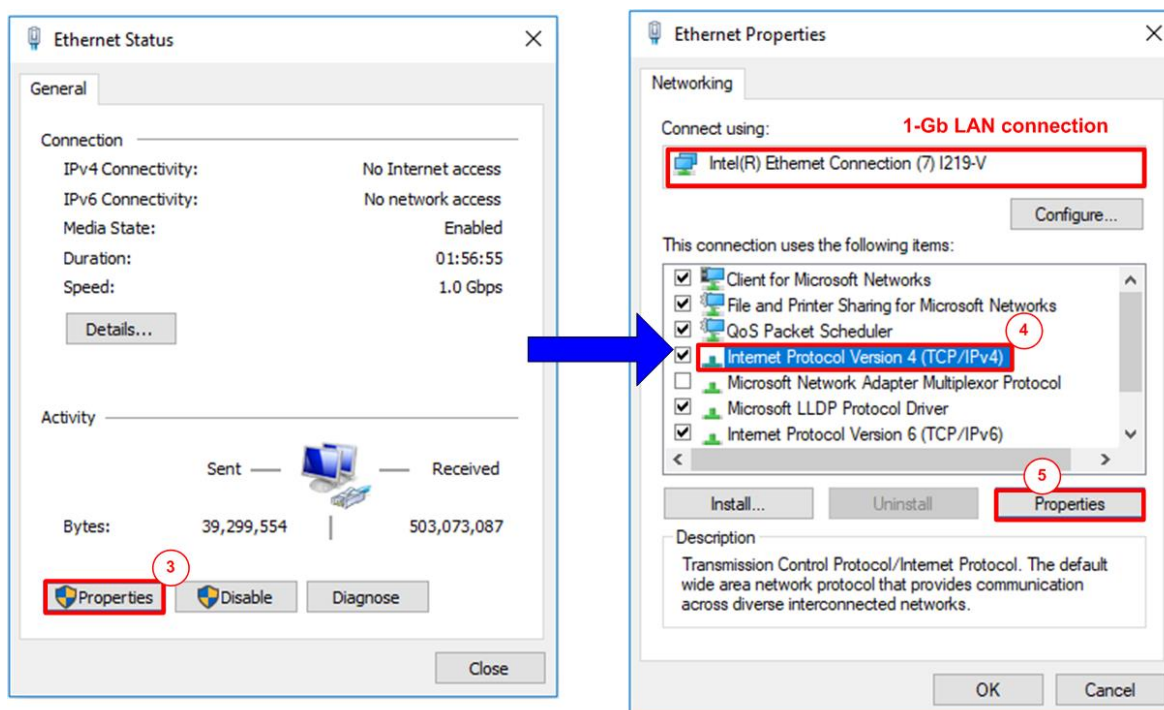 Ethernet Status
General
Connection
IPv4 Connectivity: No Internet access
IPv6 Connectivity: No network access
Media State: Enabled
Duration: 01:56:55
Speed: 1.0 Gbps
Details...
Activity
Sent Received
Bytes: 39,299,554 503,073,087
3
Properties Disable Diagnose
Close
Ethernet Properties
Networking
Connect using: 1-Gb LAN connection
Intel(R) Ethernet Connection (7) I219-V
Configure...
This connection uses the following items:
Client for Microsoft Networks
File and Printer Sharing for Microsoft Networks
QoS Packet Scheduler
4
Internet Protocol Version 4 (TCP/IPv4)
Microsoft Network Adapter Multiplexor Protocol
Microsoft LLDP Protocol Driver
Internet Protocol Version 6 (TCP/IPv6)
5
Install... Uninstall Properties
Description
Transmission Control Protocol/Internet Protocol. The default
wide area network protocol that provides communication
across diverse interconnected networks.
OK Cancel